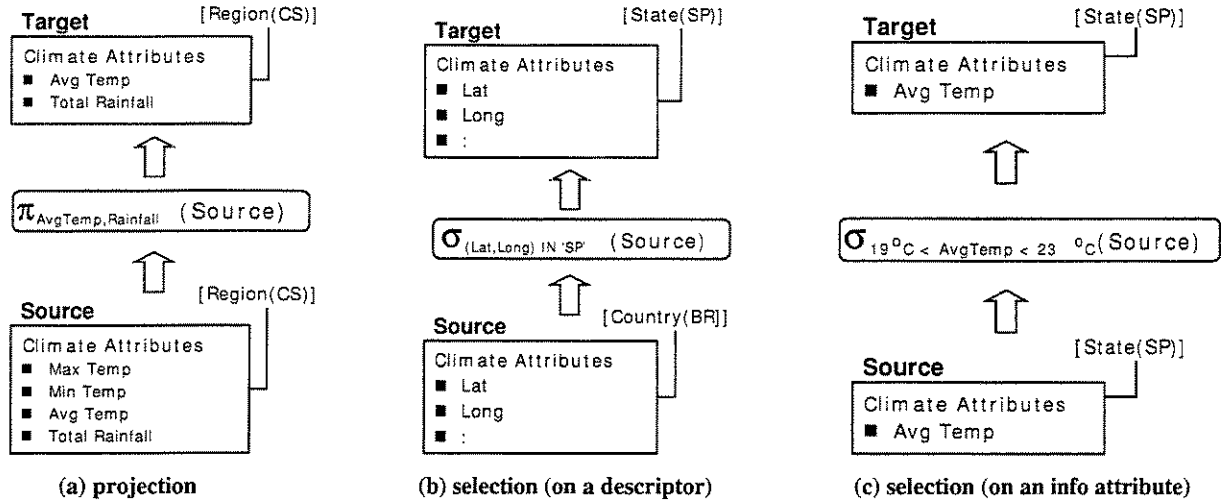 [Region(CS)]
Target
Climate Attributes
■ Avg Temp
■ Total Rainfall
π AvgTemp,Rainfall (Source)
[Region(CS)]
Source
Climate Attributes
■ Max Temp
■ Min Temp
■ Avg Temp
■ Total Rainfall
(a) projection
[State(SP)]
Target
Climate Attributes
■ Lat
■ Long
■ :
σ (Lat,Long) IN 'SP' (Source)
[Country(BR]]
Source
Climate Attributes
■ Lat
■ Long
■ :
(b) selection (on a descriptor)
[State(SP)]
Target
Climate Attributes
■ Avg Temp
σ 19ºC < AvgTemp < 23 ºC(Source)
[State(SP)]
Source
Climate Attributes
■ Avg Temp
(c) selection (on an info attribute)